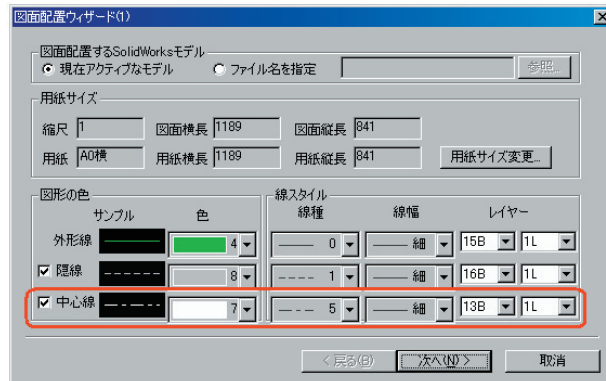 図面配置ウィザード(1)
図面配置するSolidWorksモデル
現在アクティブなモデル ファイル名を指定 参照...
用紙サイズ
縮尺 1 図面横長 1189 図面縦長 841
用紙 A0横 用紙横長 1189 用紙縦長 841 用紙サイズ変更...
図形の色 線スタイル
サンプル 色 線種 線幅 レイヤー
外形線 4 0 細 15B 1L
隠線 8 1 細 16B 1L
中心線 7 5 細 13B 1L
< 戻る(B) 次へ(N) > 取消